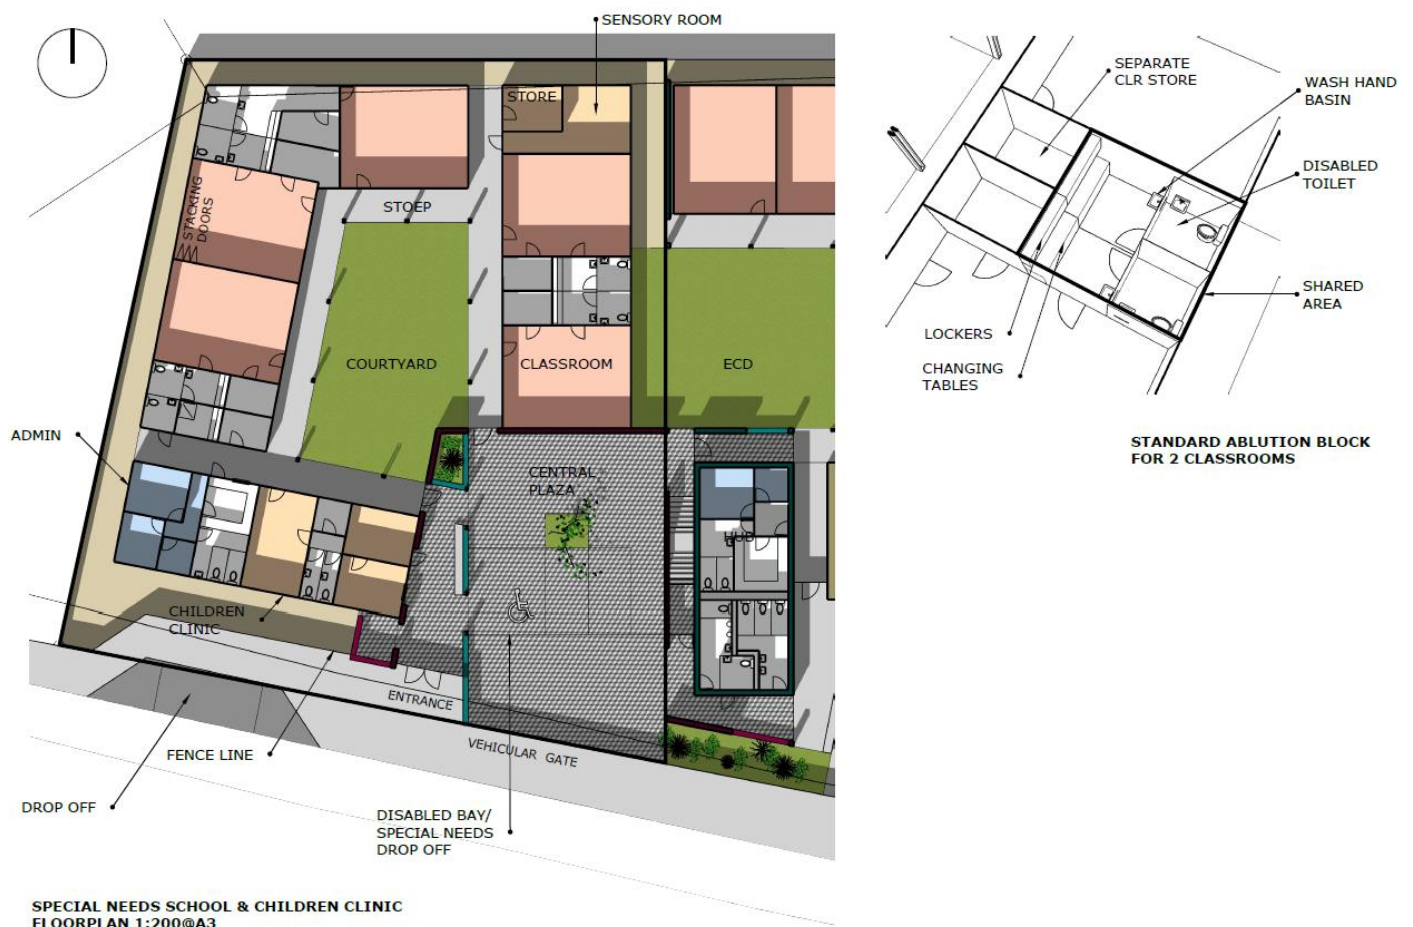 SENSORY ROOM
STORE
STACKING
DOORS
STOEP
COURTYARD
CLASSROOM
ECD
ADMIN
CENTRAL
PLAZA
HUB
CHILDREN
CLINIC
ENTRANCE
FENCE LINE
VEHICULAR GATE
DROP OFF
DISABLED BAY/
SPECIAL NEEDS
DROP OFF
SPECIAL NEEDS SCHOOL & CHILDREN CLINIC
FLOORPLAN 1:200@A3
SEPARATE
CLR STORE
WASH HAND
BASIN
DISABLED
TOILET
SHARED
AREA
LOCKERS
CHANGING
TABLES
STANDARD ABLUTION BLOCK
FOR 2 CLASSROOMS